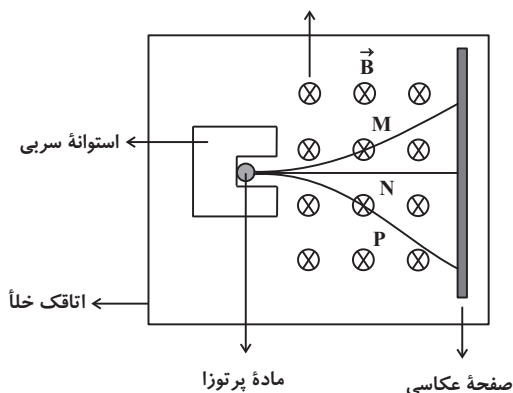 B
M
استوانهٔ سربی
N
P
اتاقک خلأ
مادهٔ پرتوزا
صفحهٔ عکاسی